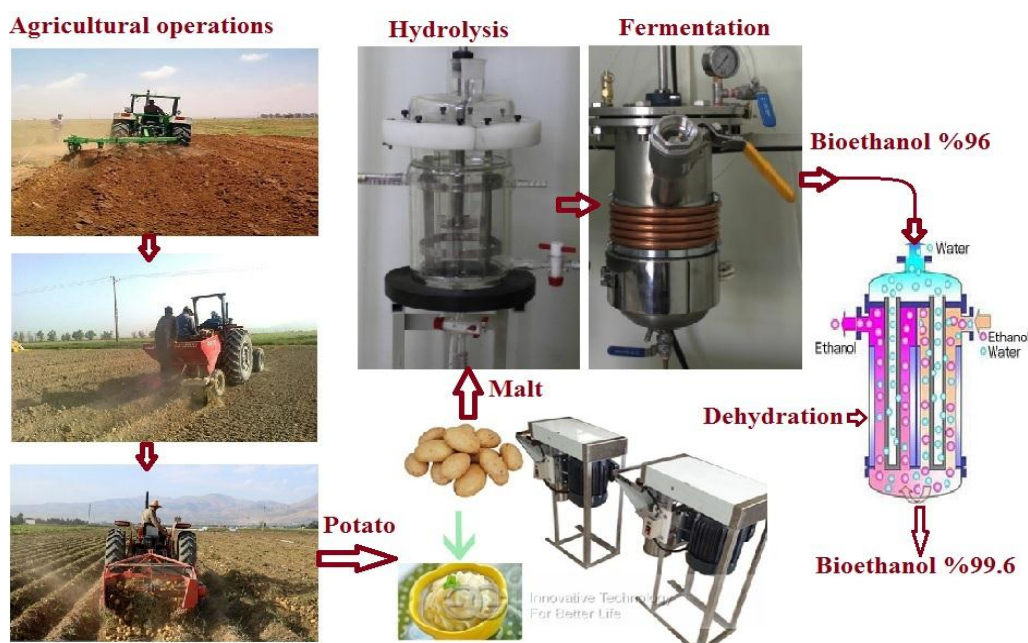 Agricultural operations
Hydrolysis
Fermentation
Bioethanol %96
Water
Ethanol
Ethanol
Water
Dehydration
Malt
Potato
Innovative Technology
For Better Life
Bioethanol %99.6